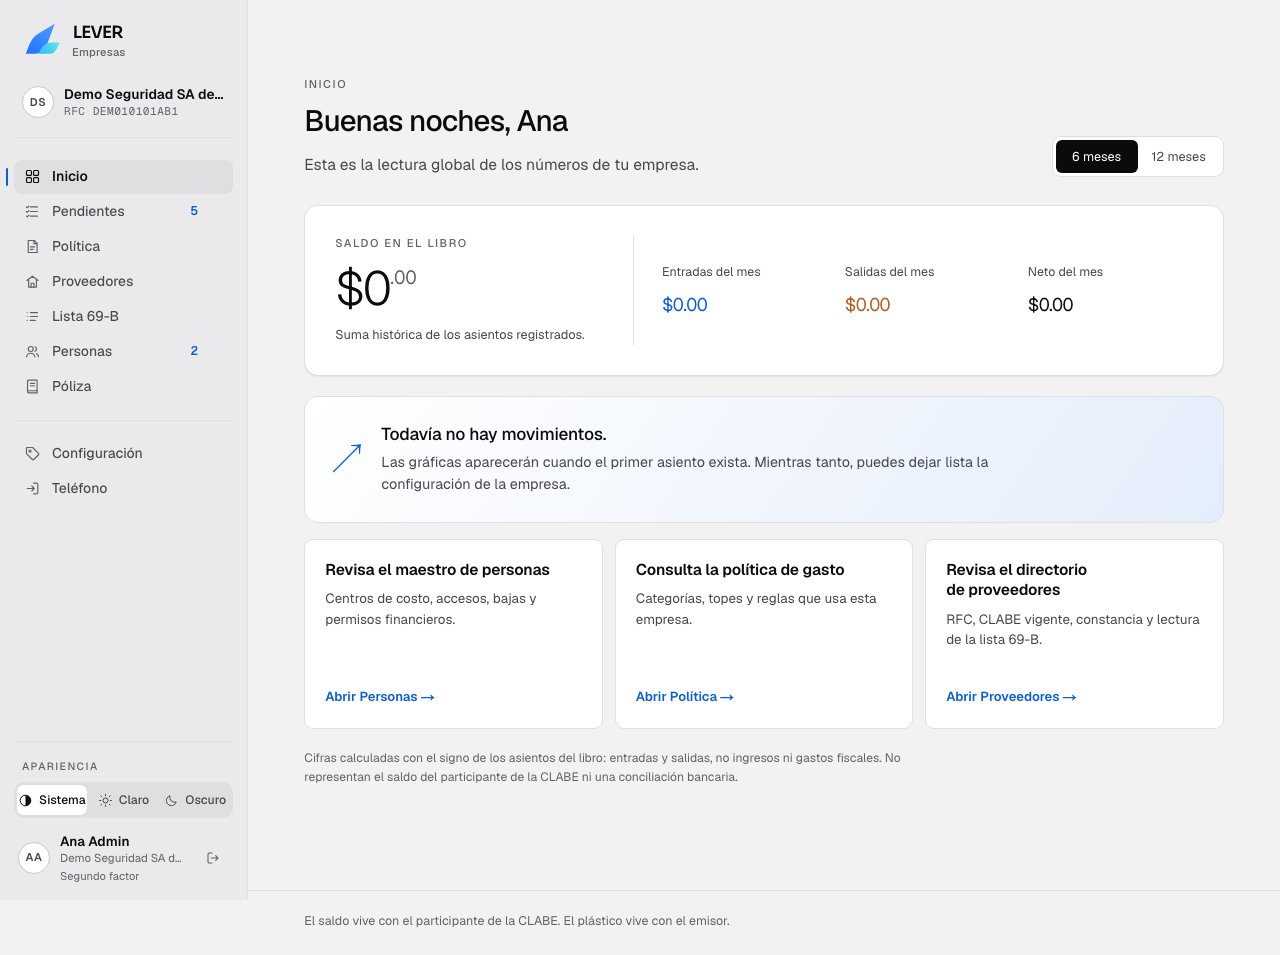 LEVER
Empresas
DS
Demo Seguridad SA de...
RFC DEM010101AB1
Inicio
Pendientes 5
Política
Proveedores
Lista 69-B
Personas 2
Póliza
Configuración
Teléfono
APARIENCIA
Sistema Claro Oscuro
AA
Ana Admin
Demo Seguridad SA d...
Segundo factor
INICIO
Buenas noches, Ana
Esta es la lectura global de los números de tu empresa.
6 meses 12 meses
SALDO EN EL LIBRO
$0.00
Suma histórica de los asientos registrados.
Entradas del mes
$0.00
Salidas del mes
$0.00
Neto del mes
$0.00
Todavía no hay movimientos.
Las gráficas aparecerán cuando el primer asiento exista. Mientras tanto, puedes dejar lista la
configuración de la empresa.
Revisa el maestro de personas
Centros de costo, accesos, bajas y
permisos financieros.
Abrir Personas →
Consulta la política de gasto
Categorías, topes y reglas que usa esta
empresa.
Abrir Política →
Revisa el directorio
de proveedores
RFC, CLABE vigente, constancia y lectura
de la lista 69-B.
Abrir Proveedores →
Cifras calculadas con el signo de los asientos del libro: entradas y salidas, no ingresos ni gastos fiscales. No
representan el saldo del participante de la CLABE ni una conciliación bancaria.
El saldo vive con el participante de la CLABE. El plástico vive con el emisor.